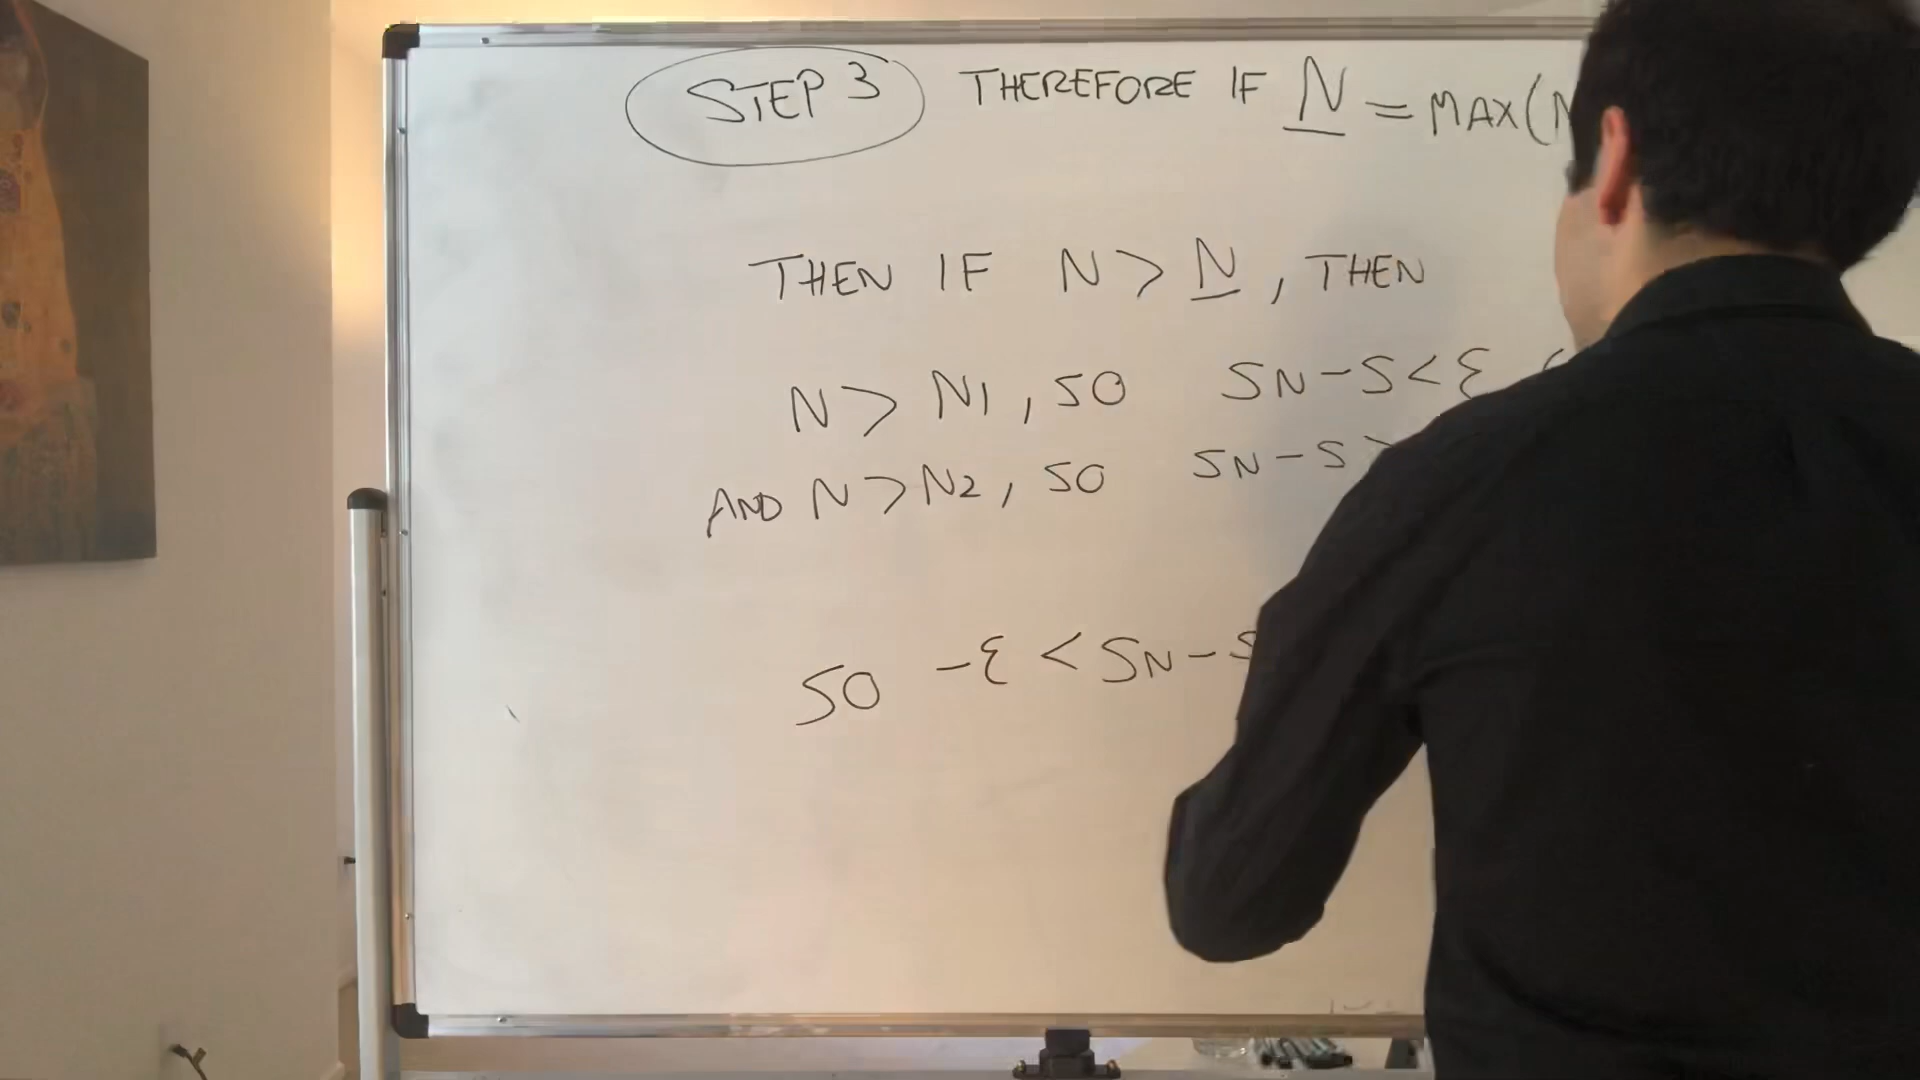 STEP 3 THEREFORE IF N = MAX(N
THEN IF N > N, THEN
N > N1, SO SN - S < ε (
AND N > N2, SO SN - S >
SO -ε < SN - S